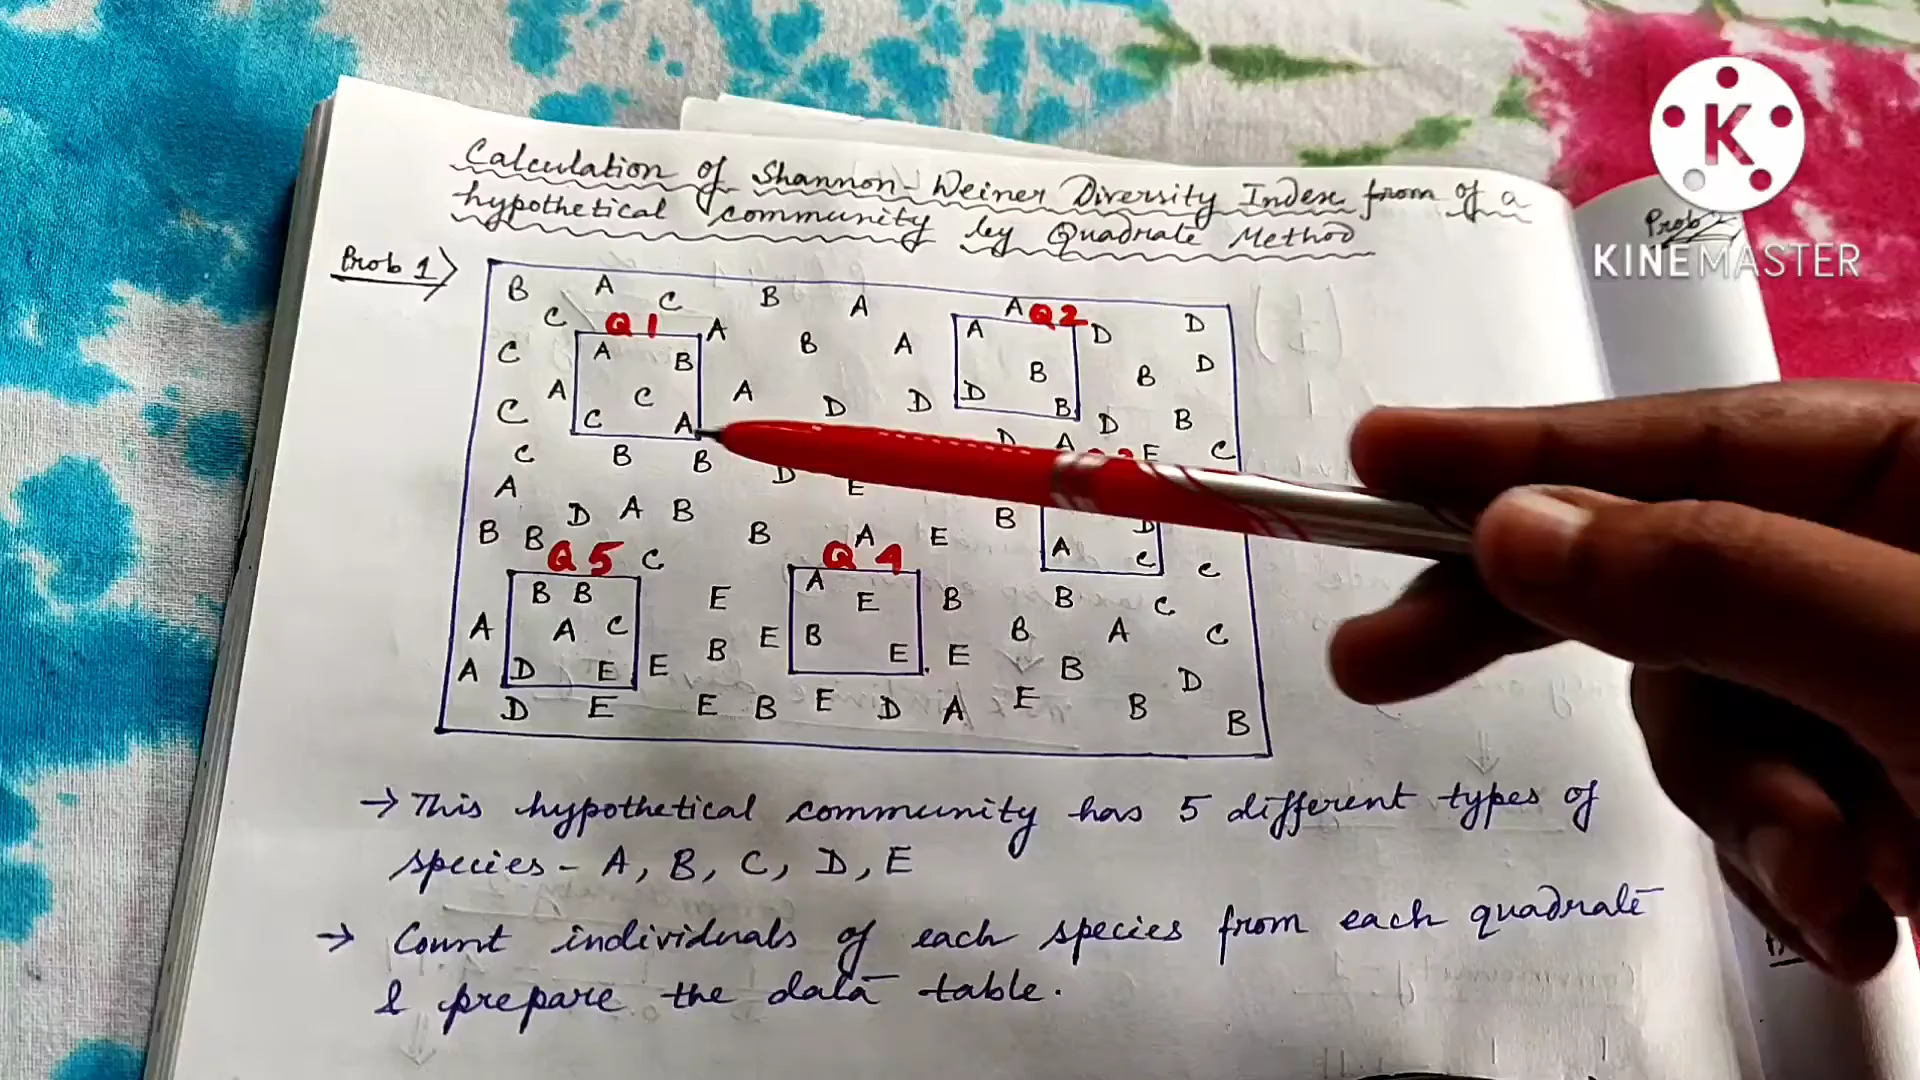 Calculation of Shannon-Weiner Diversity Index from of a
hypothetical community by Quadrate Method
Prob 1
Prob 2
K
KINEMASTER
B A C B A A Q2 D D
C Q1 A B A A
C A B B B D
A C A D D D B
C C A D A D B
C B B D E E C
A
B B D A B B A E B D
Q5 C Q4 A C C
B B E A E B B C
A A C B E B E B A C
A D E E B E E B D
D E E B E D A E B B
→ This hypothetical community has 5 different types of
species - A, B, C, D, E
→ Count individuals of each species from each quadrate
& prepare the data table.